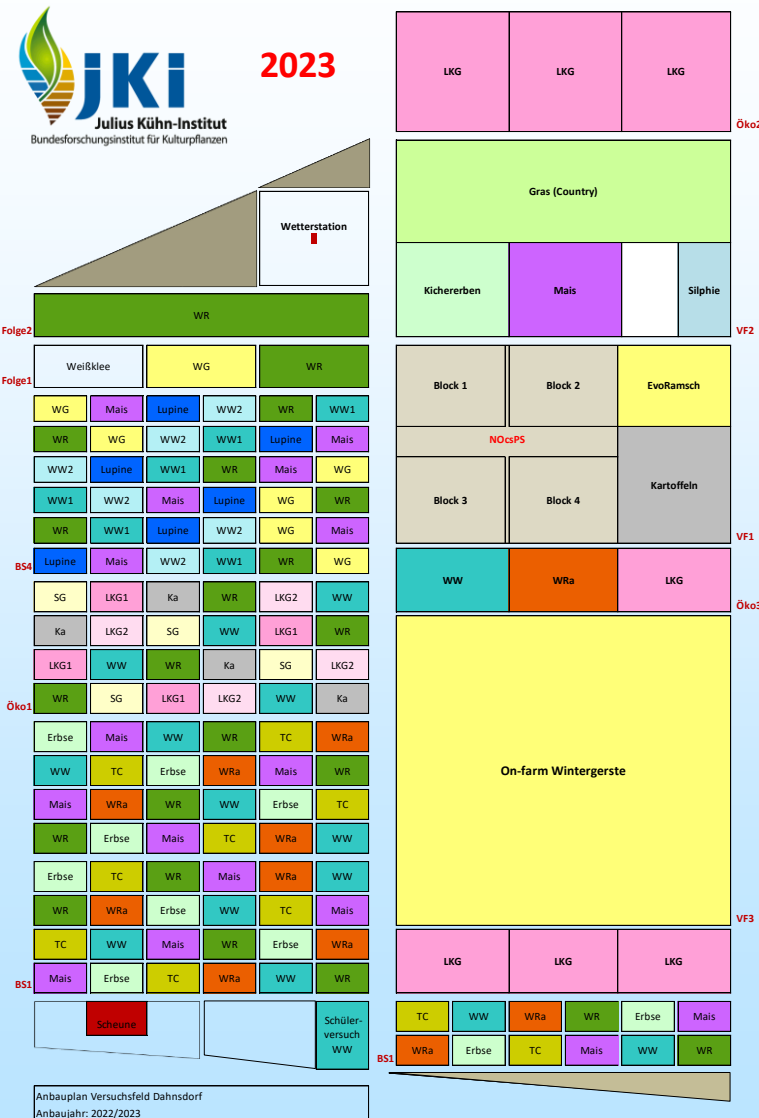 JKI
Julius Kühn-Institut
Bundesforschungsinstitut für Kulturpflanzen
2023
LKG LKG LKG
Öko2
Gras (Country)
Wetterstation
Kichererben Mais Silphie
VF2
WR
Folge2
Weißklee WG WR
Folge1
Block 1 Block 2 EvoRamsch
NOcsPS
Kartoffeln
Block 3 Block 4
VF1
WG Mais Lupine WW2 WR WW1
WR WG WW2 WW1 Lupine Mais
WW2 Lupine WW1 WR Mais WG
WW1 WW2 Mais Lupine WG WR
WR WW1 Lupine WW2 WG Mais
BS4 Lupine Mais WW2 WW1 WR WG
WW WRa LKG
Öko3
SG LKG1 Ka WR LKG2 WW
Ka LKG2 SG WW LKG1 WR
LKG1 WW WR Ka SG LKG2
Öko1 WR SG LKG1 LKG2 WW Ka
Erbse Mais WW WR TC WRa
WW TC Erbse WRa Mais WR
Mais WRa WR WW Erbse TC
WR Erbse Mais TC WRa WW
Erbse TC WR Mais WRa WW
WR WRa Erbse WW TC Mais
TC WW Mais WR Erbse WRa
BS1 Mais Erbse TC WRa WW WR
On-farm Wintergerste
VF3
LKG LKG LKG
Scheune
Schüler-
versuch
WW
TC WW WRa WR Erbse Mais
BS1 WRa Erbse TC Mais WW WR
Anbauplan Versuchsfeld Dahnsdorf
Anbaujahr: 2022/2023